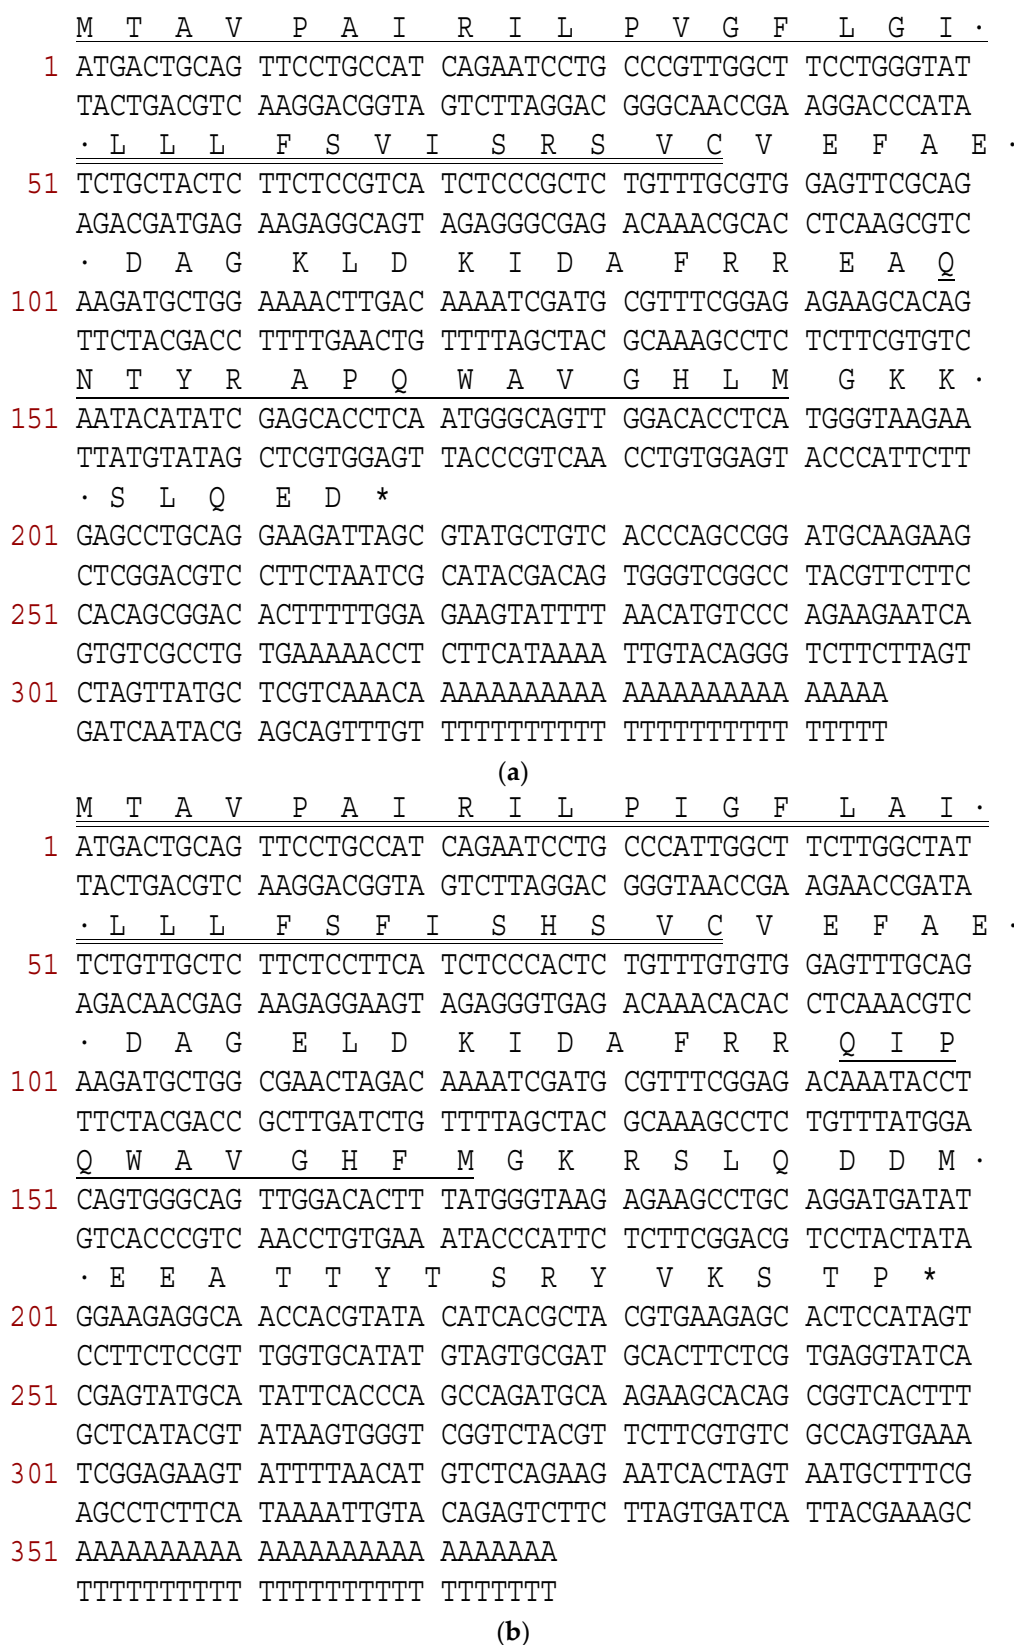 M T A V P A I R I L P V G F L G I ·
1 ATGACTGCAG TTCCTGCCAT CAGAATCCTG CCCGTTGGCT TCCTGGGTAT
TACTGACGTC AAGGACGGTA GTCTTAGGAC GGGCAACCGA AGGACCCATA
· L L L F S V I S R S V C V E F A E ·
51 TCTGCTACTC TTCTCCGTCA TCTCCCGCTC TGTTTGCGTG GAGTTCGCAG
AGACGATGAG AAGAGGCAGT AGAGGGCGAG ACAAACGCAC CTCAAGCGTC
· D A G K L D K I D A F R R E A Q
101 AAGATGCTGG AAAACTTGAC AAAATCGATG CGTTTCGGAG AGAAGCACAG
TTCTACGACC TTTTGAACTG TTTTAGCTAC GCAAAGCCTC TCTTCGTGTC
N T Y R A P Q W A V G H L M G K K ·
151 AATACATATC GAGCACCTCA ATGGGCAGTT GGACACCTCA TGGGTAAGAA
TTATGTATAG CTCGTGGAGT TACCCGTCAA CCTGTGGAGT ACCCATTCTT
· S L Q E D *
201 GAGCCTGCAG GAAGATTAGC GTATGCTGTC ACCCAGCCGG ATGCAAGAAG
CTCGGACGTC CTTCTAATCG CATACGACAG TGGGTCGGCC TACGTTCTTC
251 CACAGCGGAC ACTTTTTGGA GAAGTATTTT AACATGTCCC AGAAGAATCA
GTGTCGCCTG TGAAAAACCT CTTCATAAAA TTGTACAGGG TCTTCTTAGT
301 CTAGTTATGC TCGTCAAACA AAAAAAAAAA AAAAAAAAAA AAAAA
GATCAATACG AGCAGTTTGT TTTTTTTTTT TTTTTTTTTT TTTTT
(a)
M T A V P A I R I L P I G F L A I ·
1 ATGACTGCAG TTCCTGCCAT CAGAATCCTG CCCATTGGCT TCTTGGCTAT
TACTGACGTC AAGGACGGTA GTCTTAGGAC GGGTAACCGA AGAACCGATA
· L L L F S F I S H S V C V E F A E ·
51 TCTGTTGCTC TTCTCCTTCA TCTCCCACTC TGTTTGTGTG GAGTTTGCAG
AGACAACGAG AAGAGGAAGT AGAGGGTGAG ACAAACACAC CTCAAACGTC
· D A G E L D K I D A F R R Q I P
101 AAGATGCTGG CGAACTAGAC AAAATCGATG CGTTTCGGAG ACAAATACCT
TTCTACGACC GCTTGATCTG TTTTAGCTAC GCAAAGCCTC TGTTTATGGA
Q W A V G H F M G K R S L Q D D M ·
151 CAGTGGGCAG TTGGACACTT TATGGGTAAG AGAAGCCTGC AGGATGATAT
GTCACCCGTC AACCTGTGAA ATACCCATTC TCTTCGGACG TCCTACTATA
· E E A T T Y T S R Y V K S T P *
201 GGAAGAGGCA ACCACGTATA CATCACGCTA CGTGAAGAGC ACTCCATAGT
CCTTCTCCGT TGGTGCATAT GTAGTGCGAT GCACTTCTCG TGAGGTATCA
251 CGAGTATGCA TATTCACCCA GCCAGATGCA AGAAGCACAG CGGTCACTTT
GCTCATACGT ATAAGTGGGT CGGTCTACGT TCTTCGTGTC GCCAGTGAAA
301 TCGGAGAAGT ATTTTAACAT GTCTCAGAAG AATCACTAGT AATGCTTTCG
AGCCTCTTCA TAAAATTGTA CAGAGTCTTC TTAGTGATCA TTACGAAAGC
351 AAAAAAAAAA AAAAAAAAAA AAAAAAA
TTTTTTTTTT TTTTTTTTTT TTTTTTT
(b)